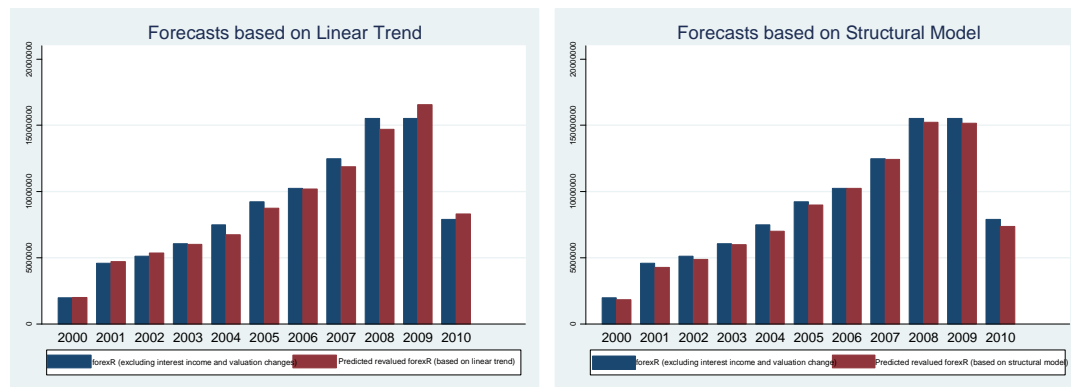 Forecasts based on Linear Trend
20000000
15000000
10000000
5000000
0
2000 2001 2002 2003 2004 2005 2006 2007 2008 2009 2010
forexR (excluding interest income and valuation changes)
Predicted revalued forexR (based on linear trend)
Forecasts based on Structural Model
20000000
15000000
10000000
5000000
0
2000 2001 2002 2003 2004 2005 2006 2007 2008 2009 2010
forexR (excluding interest income and valuation change)
Predicted revalued forexR (based on structural model)